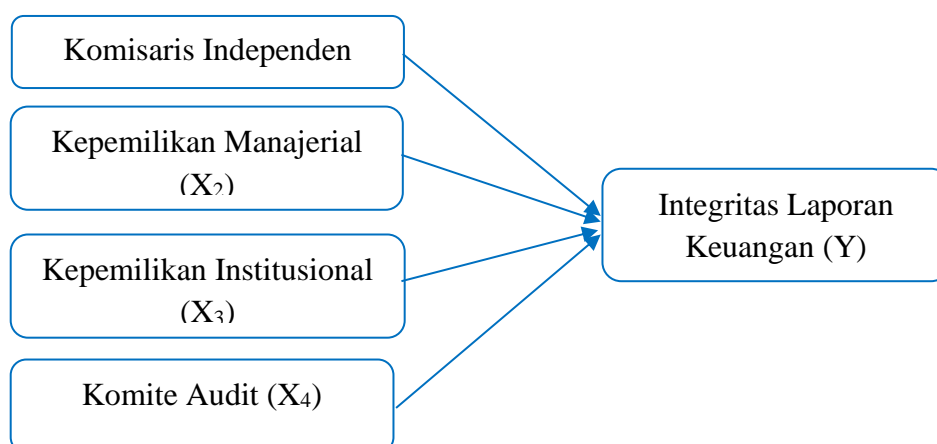 Komisaris Independen
Kepemilikan Manajerial
(X₂)
Kepemilikan Institusional
(X₃)
Komite Audit (X₄)
Integritas Laporan
Keuangan (Y)